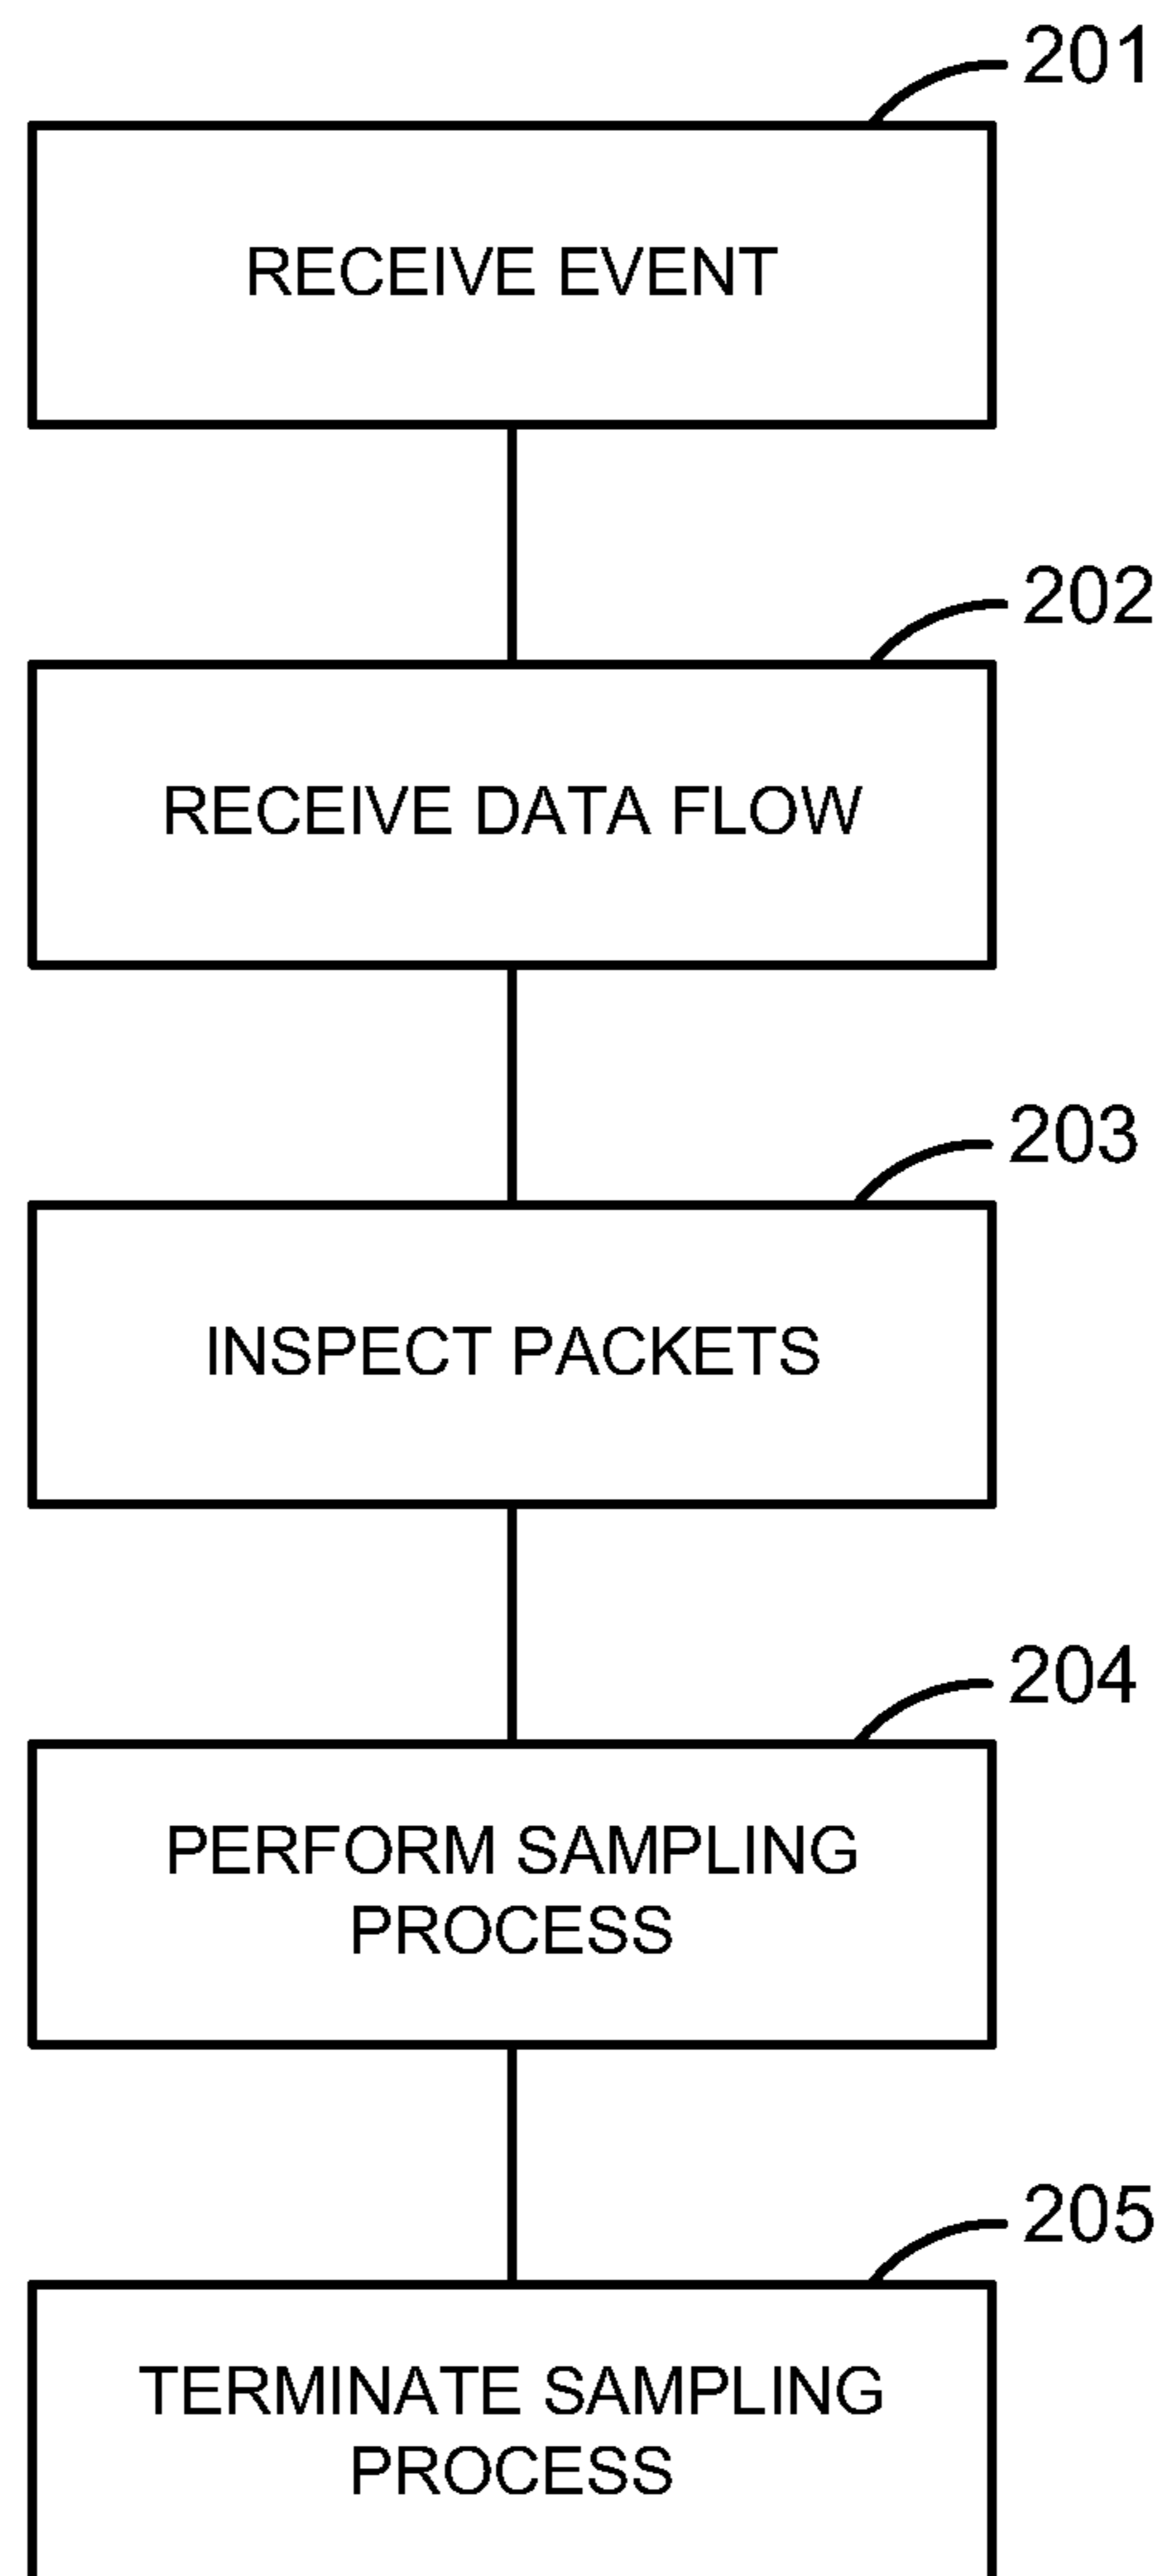 201
RECEIVE EVENT
202
RECEIVE DATA FLOW
203
INSPECT PACKETS
204
PERFORM SAMPLING
PROCESS
205
TERMINATE SAMPLING
PROCESS